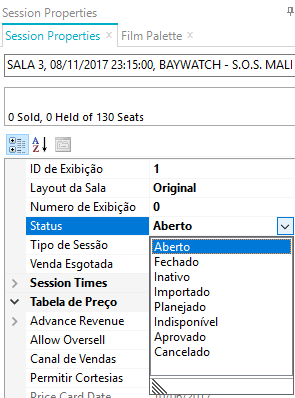 Session Properties
Session Properties × Film Palette ×
SALA 3, 08/11/2017 23:15:00, BAYWATCH - S.O.S. MALI
0 Sold, 0 Held of 130 Seats
ID de Exibição 1
Layout da Sala Original
Numero de Exibição 0
Status Aberto
Tipo de Sessão
Venda Esgotada
Session Times
Tabela de Preço
Advance Revenue
Allow Oversell
Canal de Vendas
Permitir Cortesias
Price Card Date 10/06/2017
Aberto
Fechado
Inativo
Importado
Planejado
Indisponível
Aprovado
Cancelado